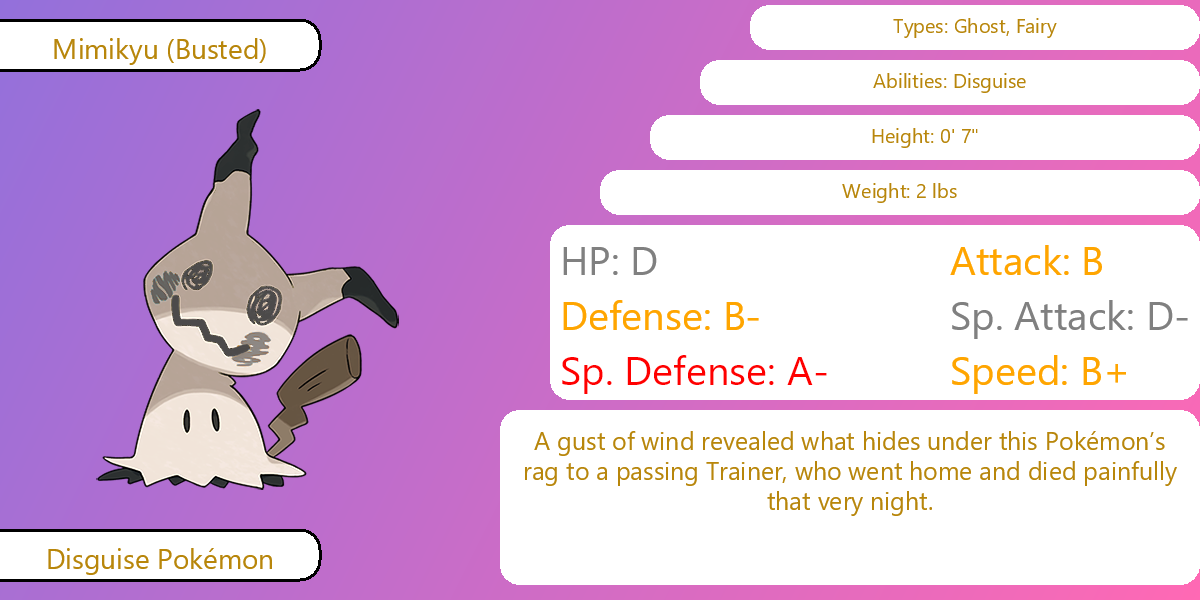 Mimikyu (Busted)
Types: Ghost, Fairy
Abilities: Disguise
Height: 0' 7"
Weight: 2 lbs
HP: D
Attack: B
Defense: B-
Sp. Attack: D-
Sp. Defense: A-
Speed: B+
A gust of wind revealed what hides under this Pokémon’s
rag to a passing Trainer, who went home and died painfully
that very night.
Disguise Pokémon